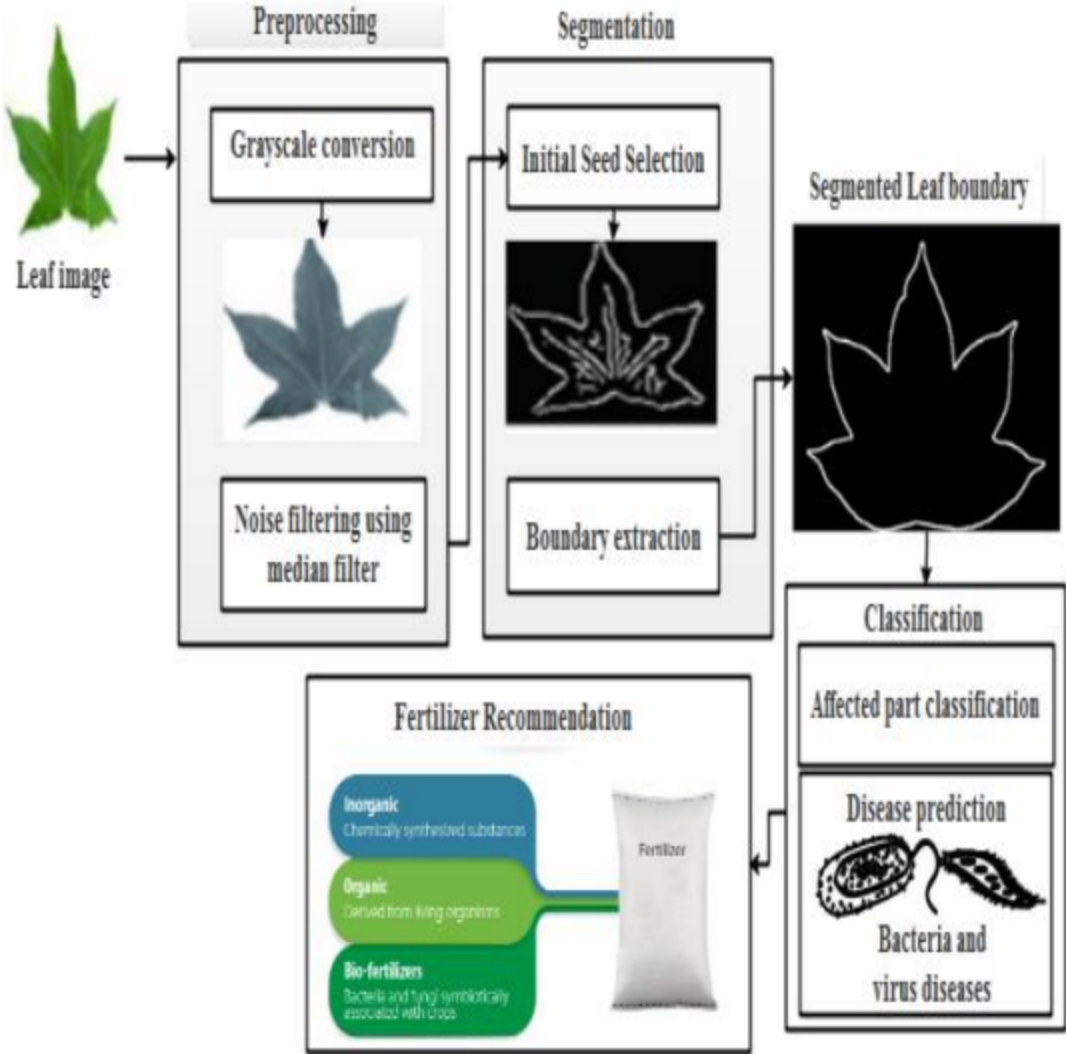 Preprocessing
Segmentation
Grayscale conversion
Initial Seed Selection
Segmented Leaf boundary
Leaf image
Noise filtering using
median filter
Boundary extraction
Classification
Affected part classification
Disease prediction
Bacteria and
virus diseases
Fertilizer Recommendation
Inorganic
Chemically synthesized substances
Organic
Derived from living organisms
Bio-fertilizers
Bacteria and fungi symbiotically
associated with crops
Fertilizer